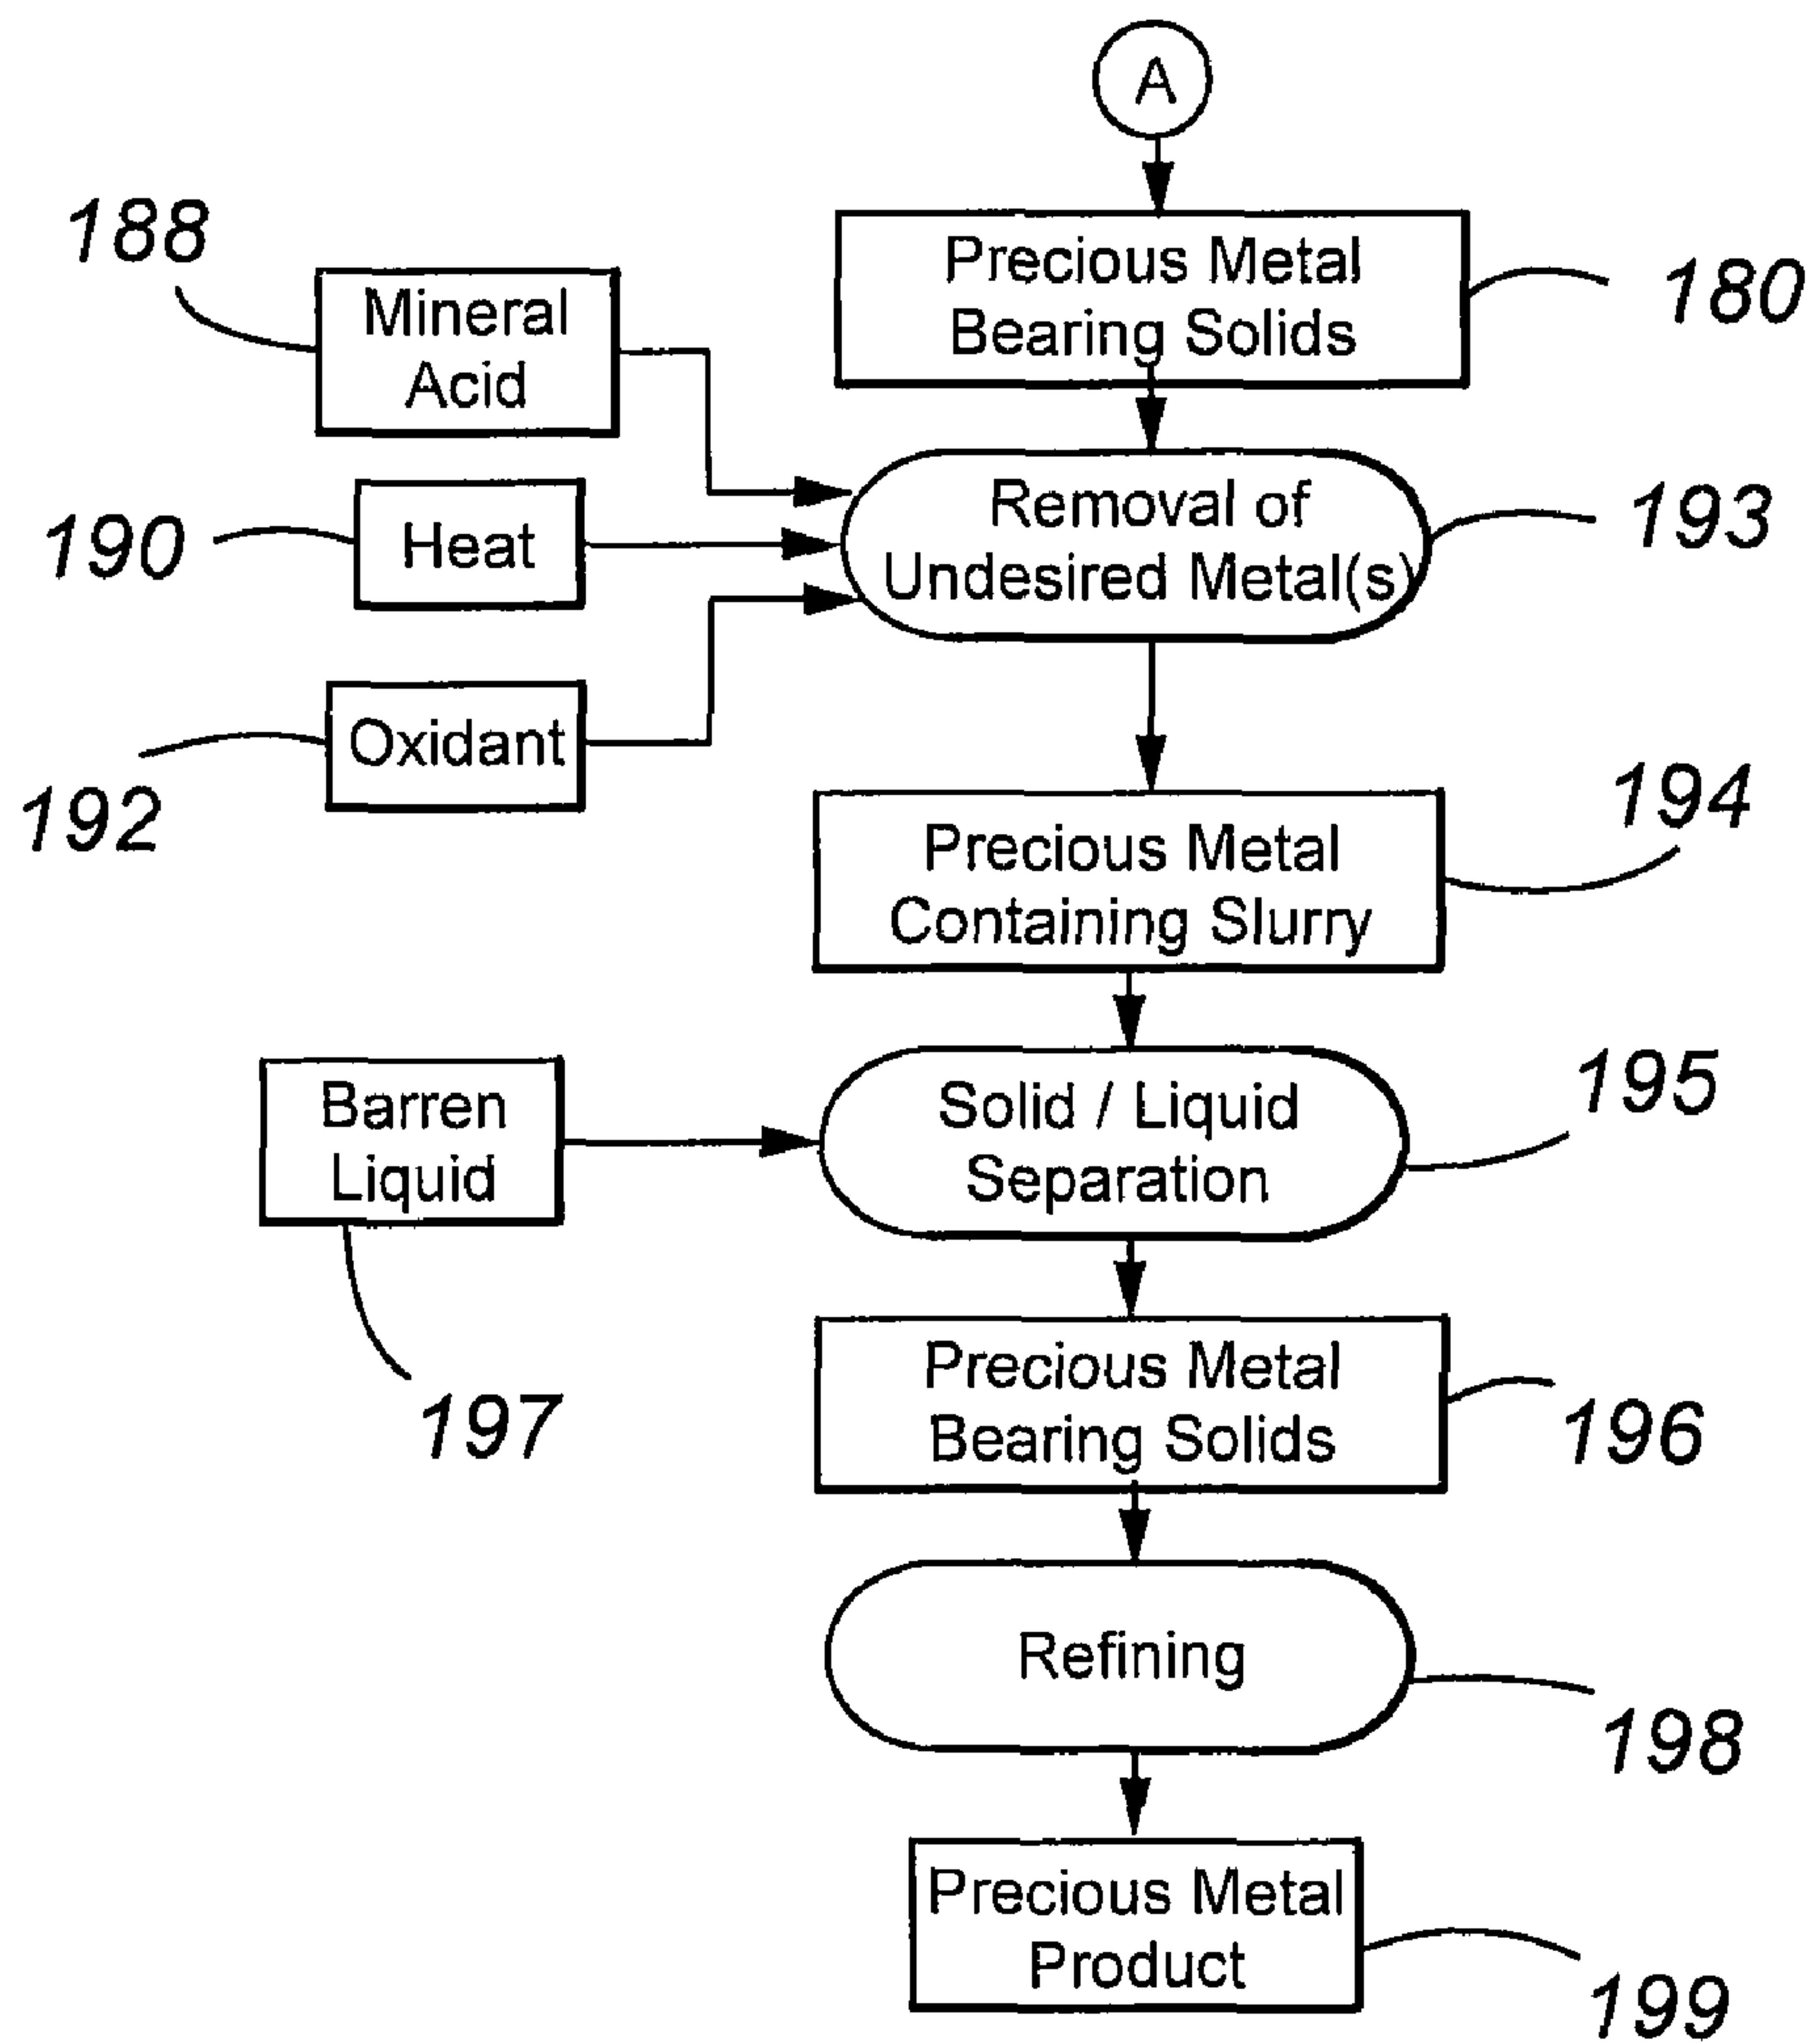 A
Precious Metal
Bearing Solids
180
188
Mineral
Acid
190
Heat
192
Oxidant
Removal of
Undesired Metal(s)
193
Precious Metal
Containing Slurry
194
Barren
Liquid
197
Solid / Liquid
Separation
195
Precious Metal
Bearing Solids
196
Refining
198
Precious Metal
Product
199